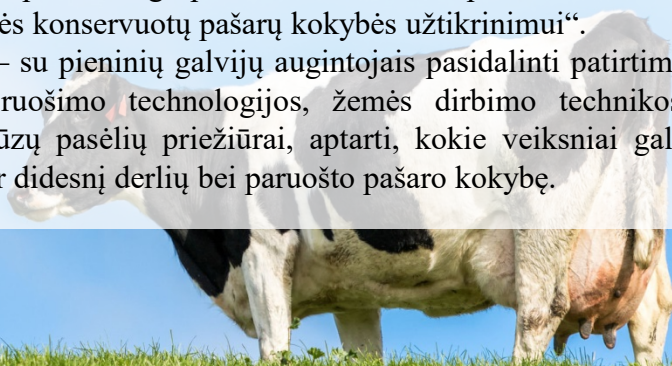 ės konservuotų pašarų kokybės užtikrinimui“.
– su pieninių galvijų augintojais pasidalinti patirtim
ruošimo technologijos, žemės dirbimo technikos
ūzų pasėlių priežiūrai, aptarti, kokie veiksniai gal
r didesnį derlių bei paruošto pašaro kokybę.